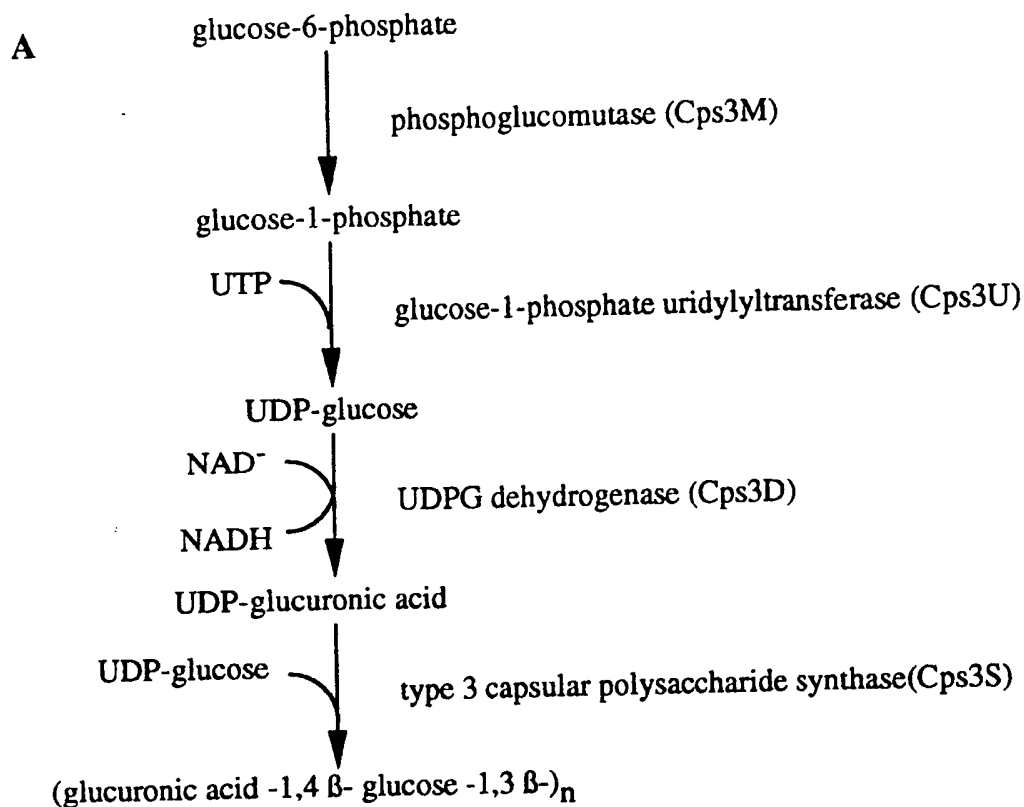 A
glucose-6-phosphate
phosphoglucomutase (Cps3M)
glucose-1-phosphate
UTP
glucose-1-phosphate uridylyltransferase (Cps3U)
UDP-glucose
NAD⁻
UDPG dehydrogenase (Cps3D)
NADH
UDP-glucuronic acid
UDP-glucose
type 3 capsular polysaccharide synthase(Cps3S)
(glucuronic acid -1,4 ß- glucose -1,3 ß-)n